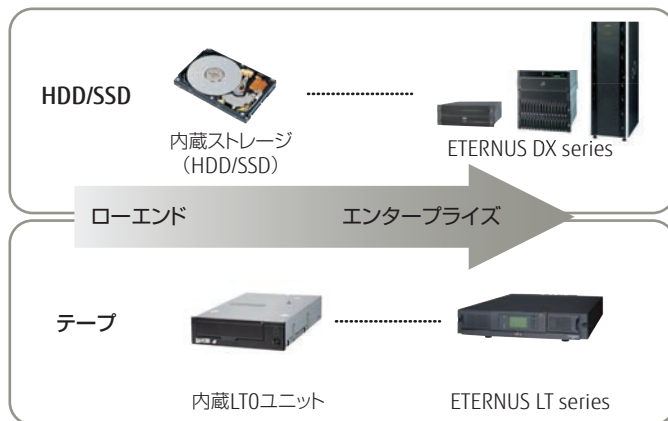 HDD/SSD
内蔵ストレージ
（HDD/SSD）
ETERNUS DX series
ローエンド
エンタープライズ
テープ
内蔵LTOユニット
ETERNUS LT series